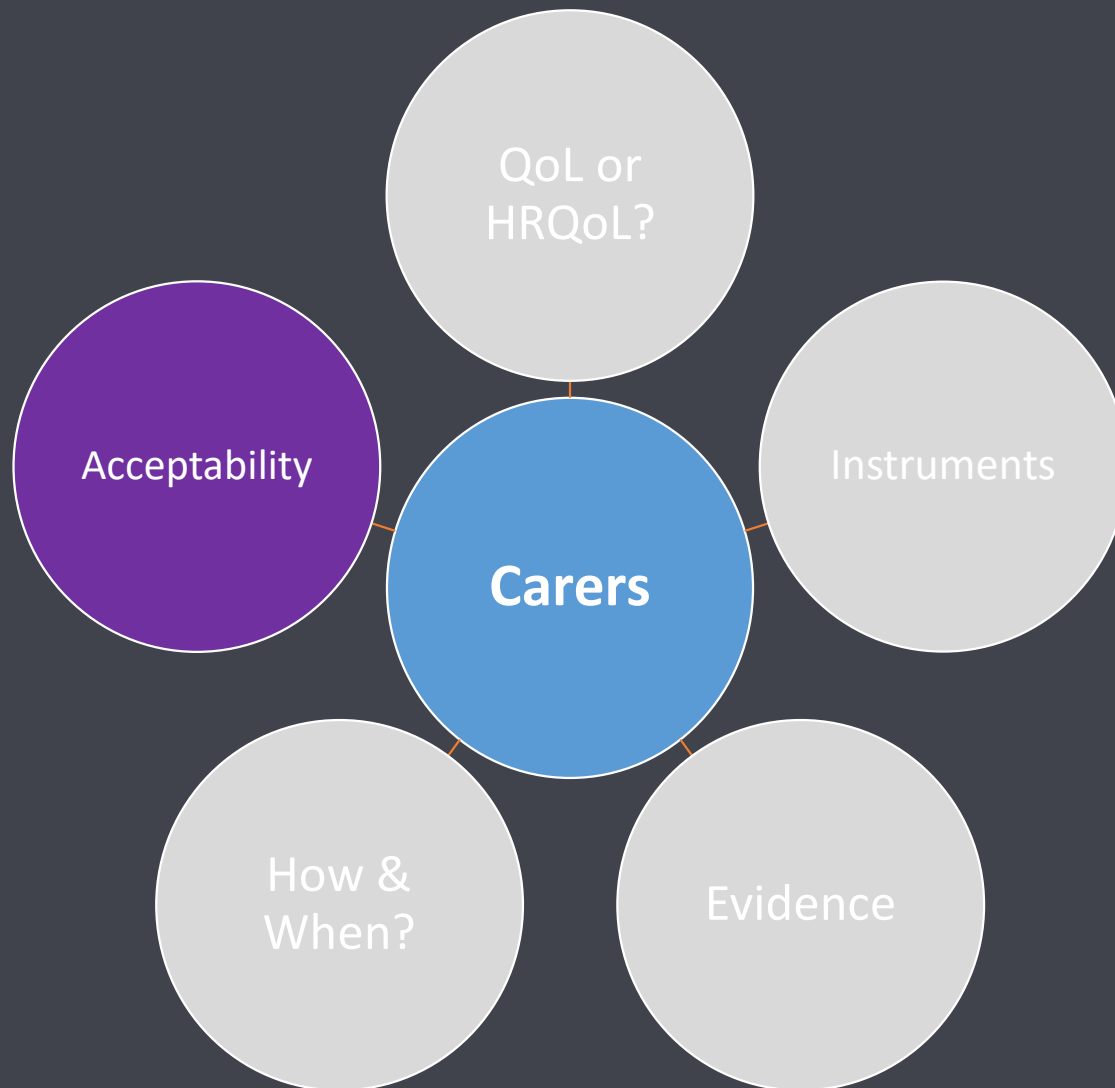 QoL or
HRQoL?
Acceptability
Instruments
Carers
How &
When?
Evidence